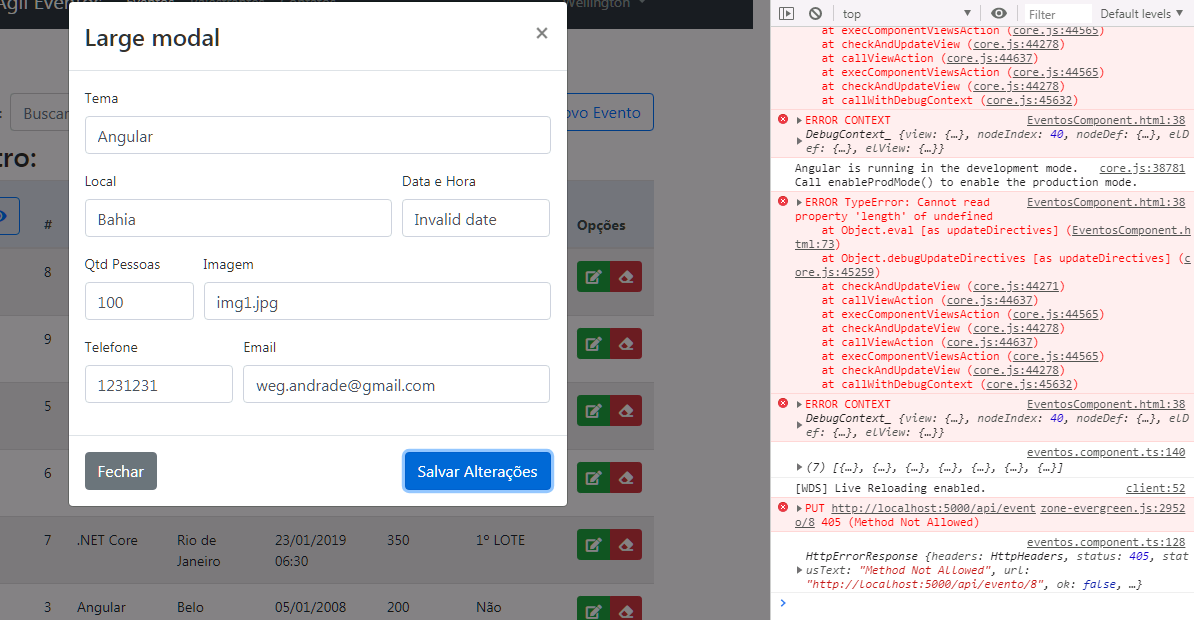 Agil Eventos
Large modal
×
Tema
Angular
Local
Data e Hora
Bahia
Invalid date
Qtd Pessoas
Imagem
100
img1.jpg
Telefone
Email
1231231
weg.andrade@gmail.com
Fechar
Salvar Alterações
Buscar
ovo Evento
tro:
#
Opções
8
9
5
6
7 .NET Core Rio de Janeiro 23/01/2019 06:30 350 1º LOTE
3 Angular Belo 05/01/2008 200 Não
top
Filter
Default levels ▼
at execComponentViewsAction (core.js:44565)
at checkAndUpdateView (core.js:44278)
at callViewAction (core.js:44637)
at execComponentViewsAction (core.js:44565)
at checkAndUpdateView (core.js:44278)
at callWithDebugContext (core.js:45632)
ERROR CONTEXT EventosComponent.html:38
DebugContext_ {view: {…}, nodeIndex: 40, nodeDef: {…}, elD
ef: {…}, elView: {…}}
Angular is running in the development mode. core.js:38781
Call enableProdMode() to enable the production mode.
ERROR TypeError: Cannot read EventosComponent.html:38
property 'length' of undefined
at Object.eval [as updateDirectives] (EventosComponent.h
tml:73)
at Object.debugUpdateDirectives [as updateDirectives] (c
ore.js:45259)
at checkAndUpdateView (core.js:44271)
at callViewAction (core.js:44637)
at execComponentViewsAction (core.js:44565)
at checkAndUpdateView (core.js:44278)
at callViewAction (core.js:44637)
at execComponentViewsAction (core.js:44565)
at checkAndUpdateView (core.js:44278)
at callWithDebugContext (core.js:45632)
ERROR CONTEXT EventosComponent.html:38
DebugContext_ {view: {…}, nodeIndex: 40, nodeDef: {…}, elD
ef: {…}, elView: {…}}
eventos.component.ts:140
(7) [{…}, {…}, {…}, {…}, {…}, {…}, {…}]
[WDS] Live Reloading enabled. client:52
PUT http://localhost:5000/api/event zone-evergreen.js:2952
o/8 405 (Method Not Allowed)
eventos.component.ts:128
HttpErrorResponse {headers: HttpHeaders, status: 405, stat
usText: "Method Not Allowed", url:
"http://localhost:5000/api/evento/8", ok: false, …}